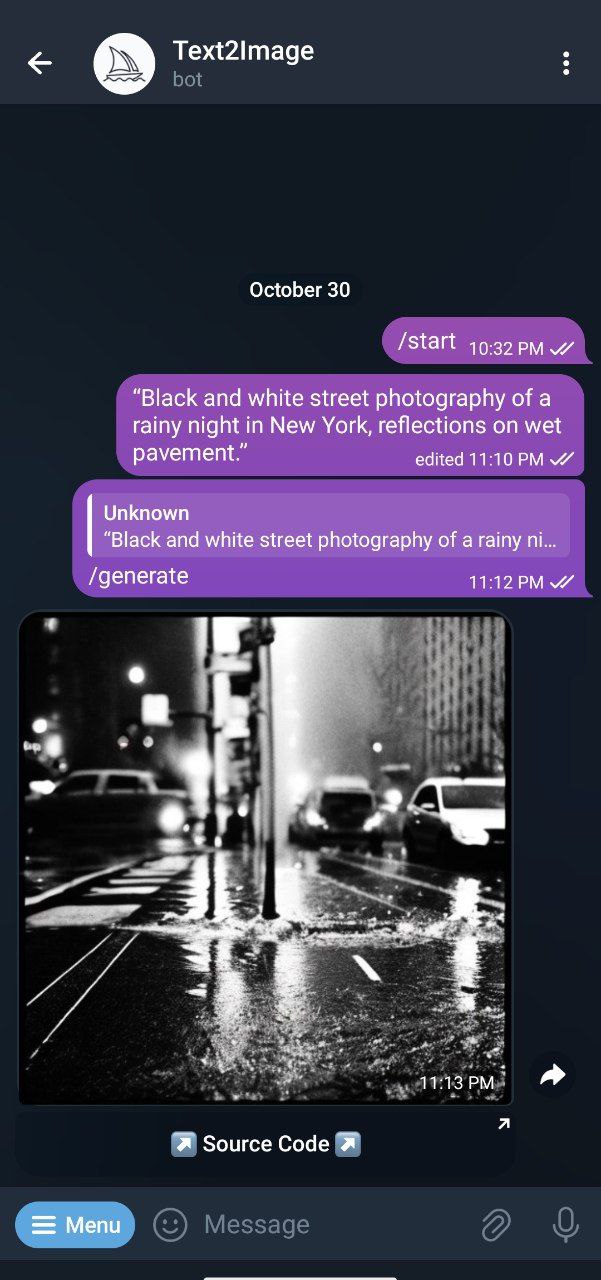 Text2Image
bot
October 30
/start 10:32 PM
“Black and white street photography of a
rainy night in New York, reflections on wet
pavement.” edited 11:10 PM
Unknown
“Black and white street photography of a rainy ni...
/generate 11:12 PM
11:13 PM
Source Code
Menu Message